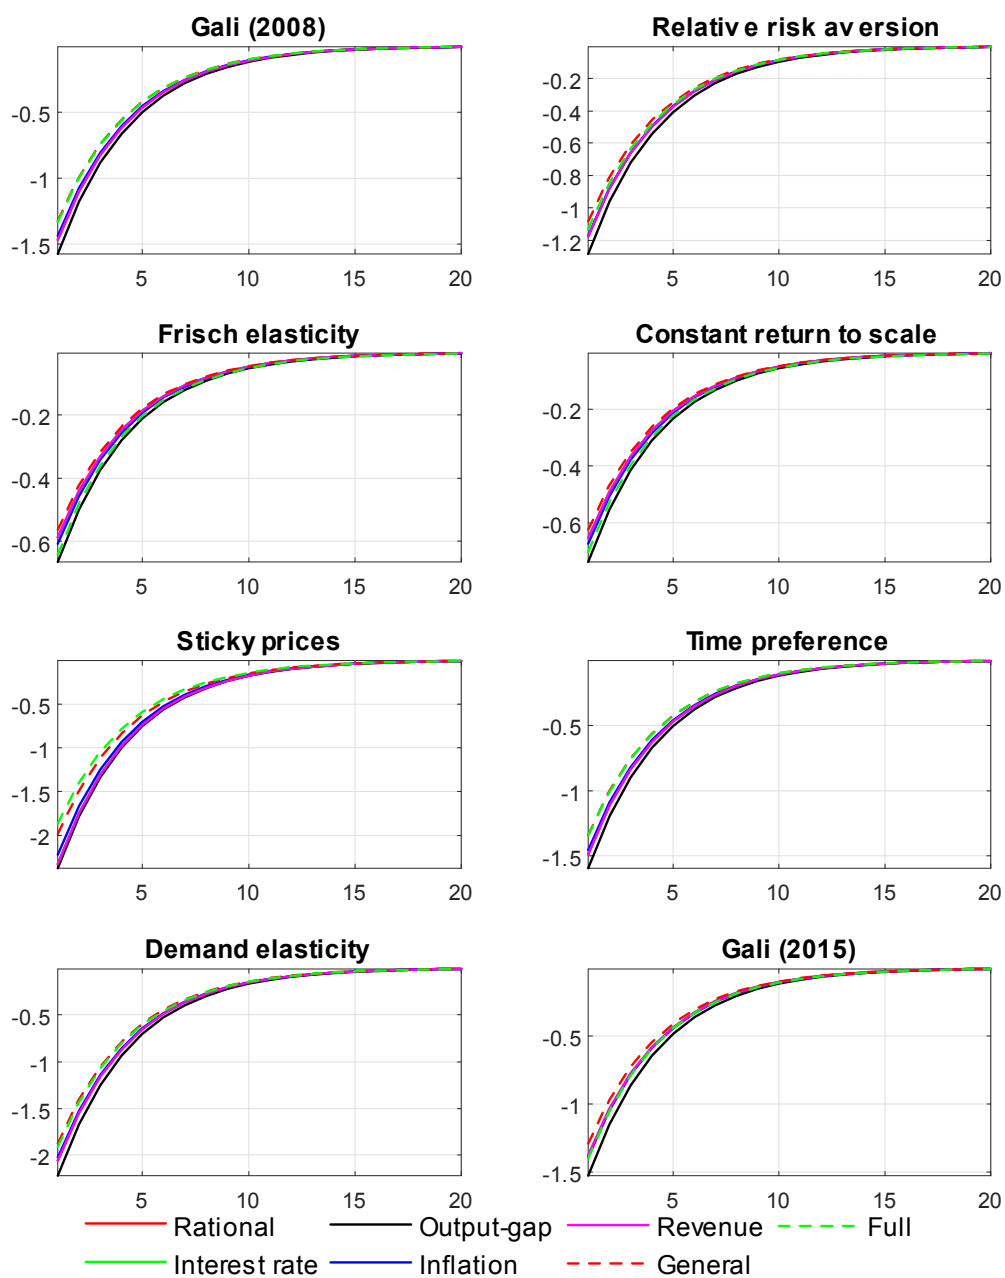 Gali (2008)
-0.5
-1
-1.5
5 10 15 20
Relative risk aversion
-0.2
-0.4
-0.6
-0.8
-1
-1.2
5 10 15 20
Frisch elasticity
-0.2
-0.4
-0.6
5 10 15 20
Constant return to scale
-0.2
-0.4
-0.6
5 10 15 20
Sticky prices
-0.5
-1
-1.5
-2
5 10 15 20
Time preference
-0.5
-1
-1.5
5 10 15 20
Demand elasticity
-0.5
-1
-1.5
-2
5 10 15 20
Gali (2015)
-0.5
-1
-1.5
5 10 15 20
Rational Output-gap Revenue Full
Interest rate Inflation General